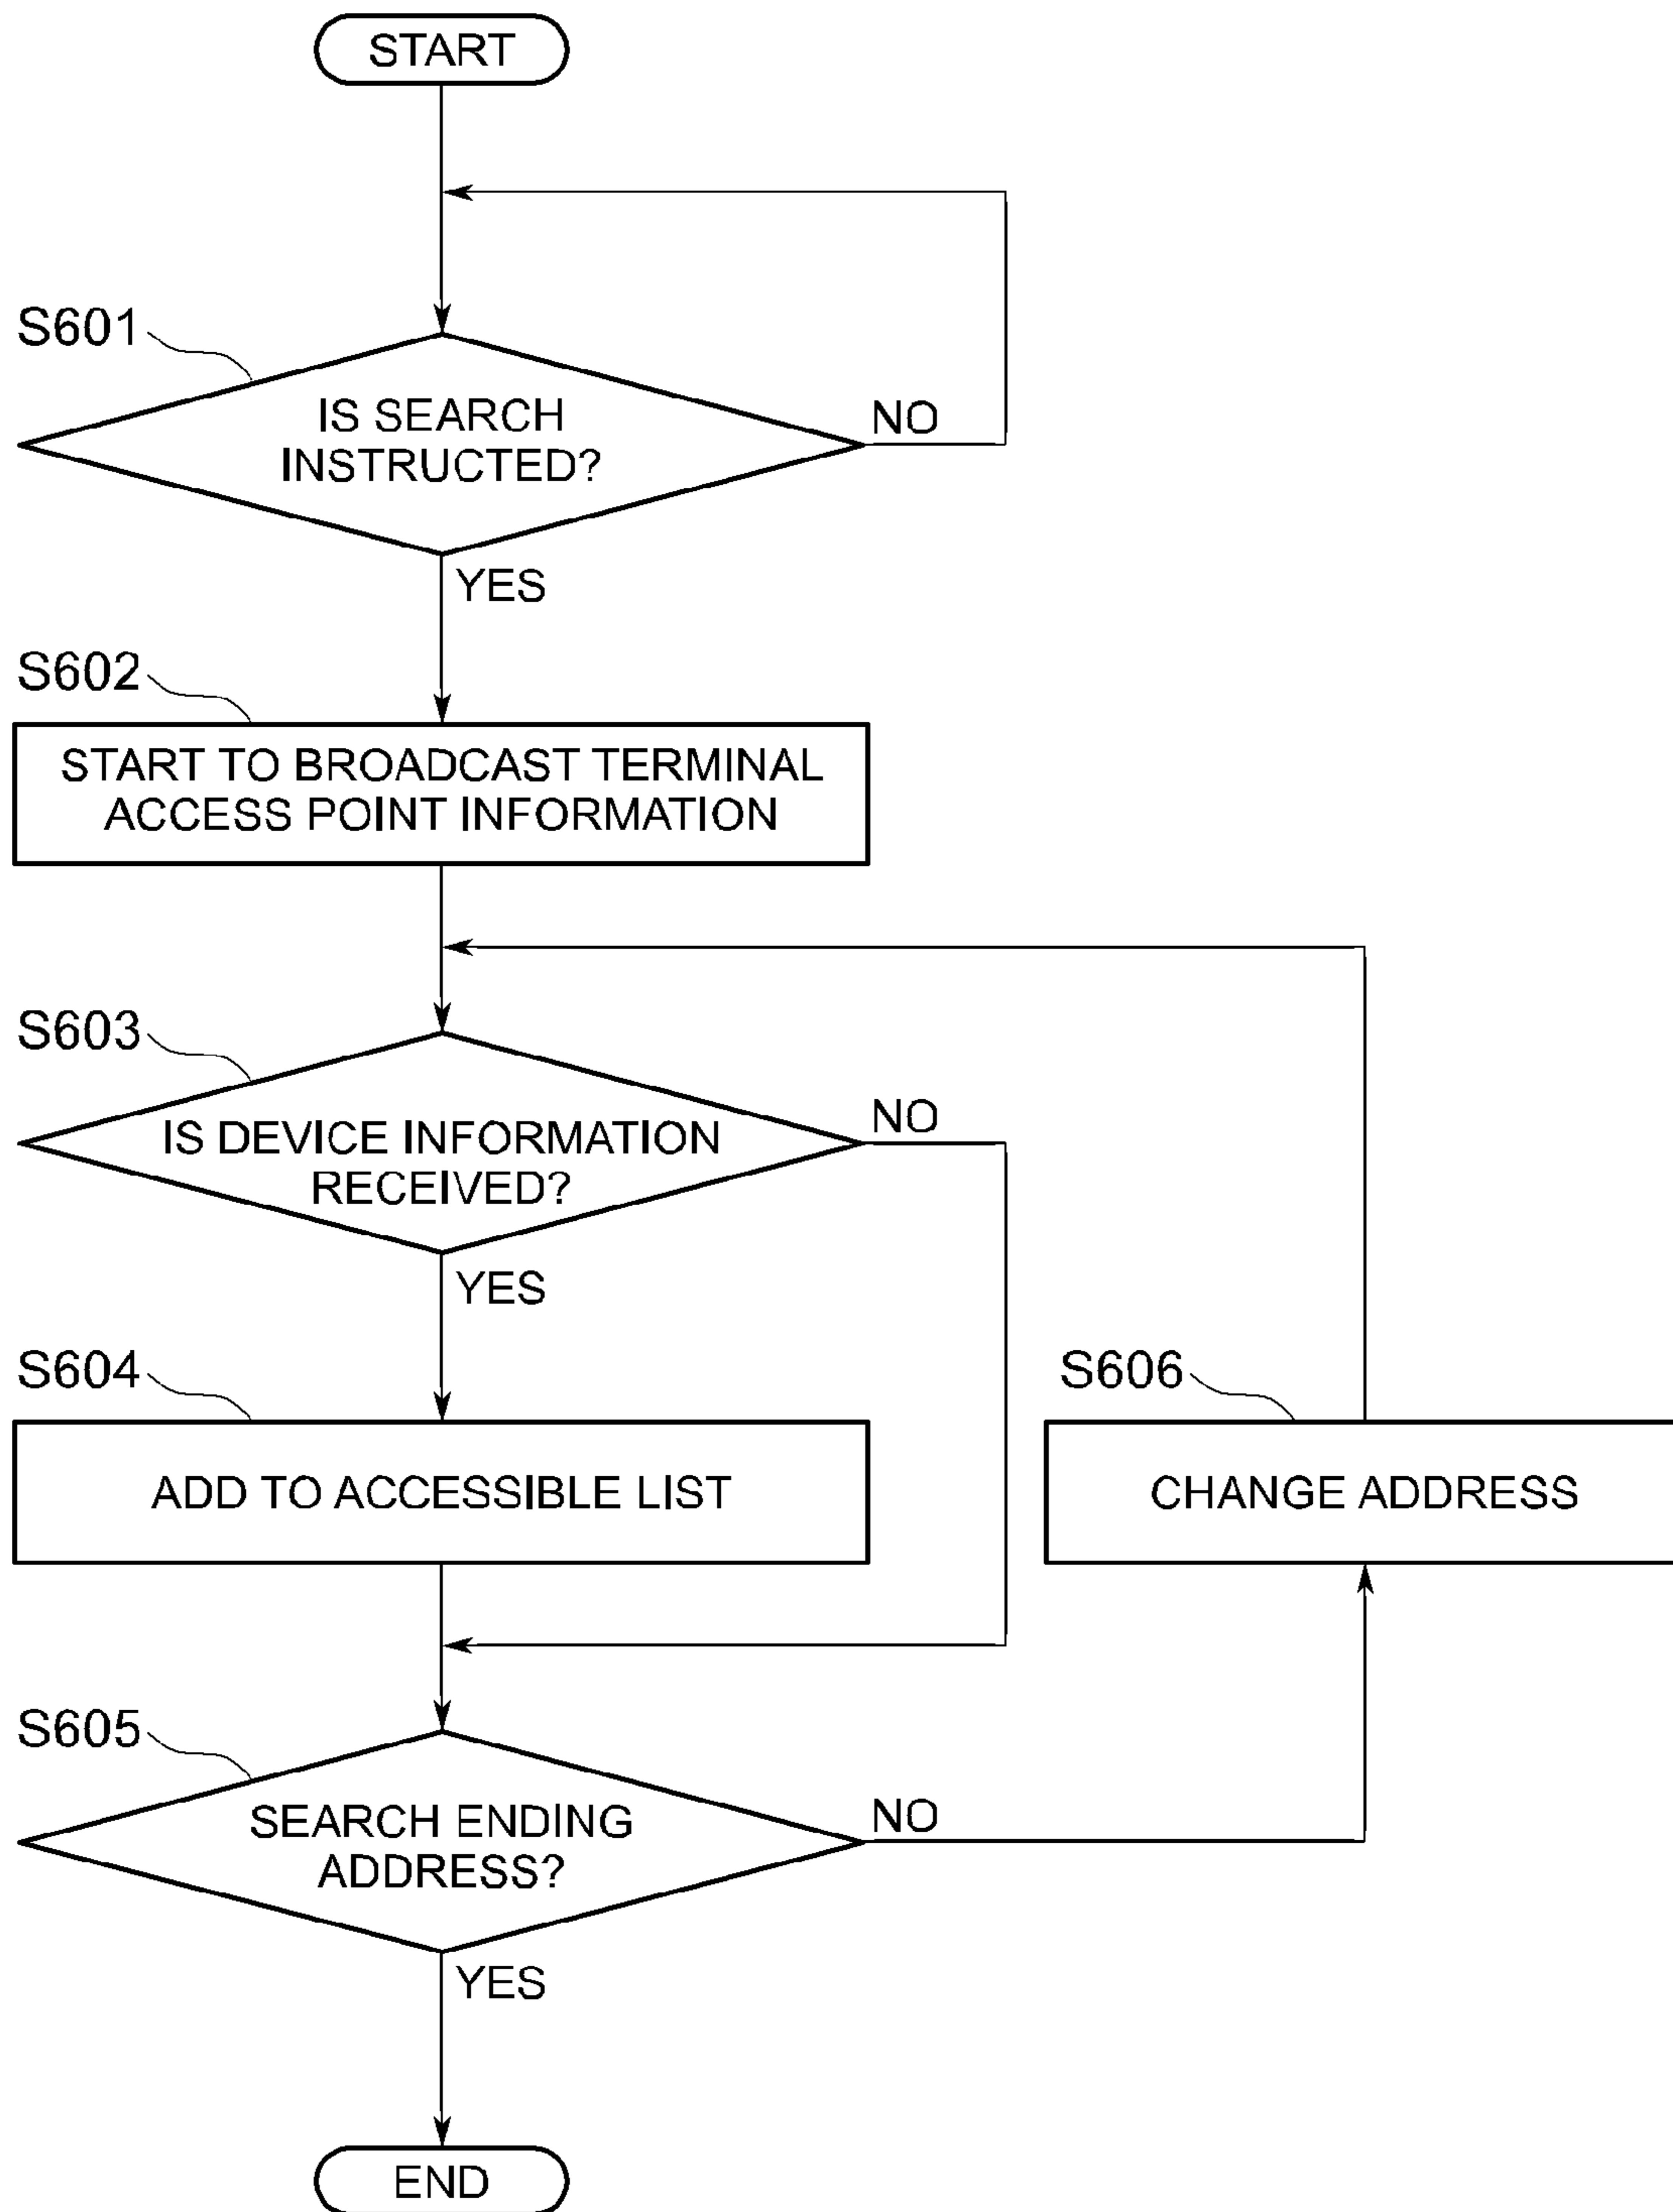 START
S601
IS SEARCH
INSTRUCTED?
NO
YES
S602
START TO BROADCAST TERMINAL
ACCESS POINT INFORMATION
S603
IS DEVICE INFORMATION
RECEIVED?
NO
YES
S604
ADD TO ACCESSIBLE LIST
S606
CHANGE ADDRESS
S605
SEARCH ENDING
ADDRESS?
NO
YES
END